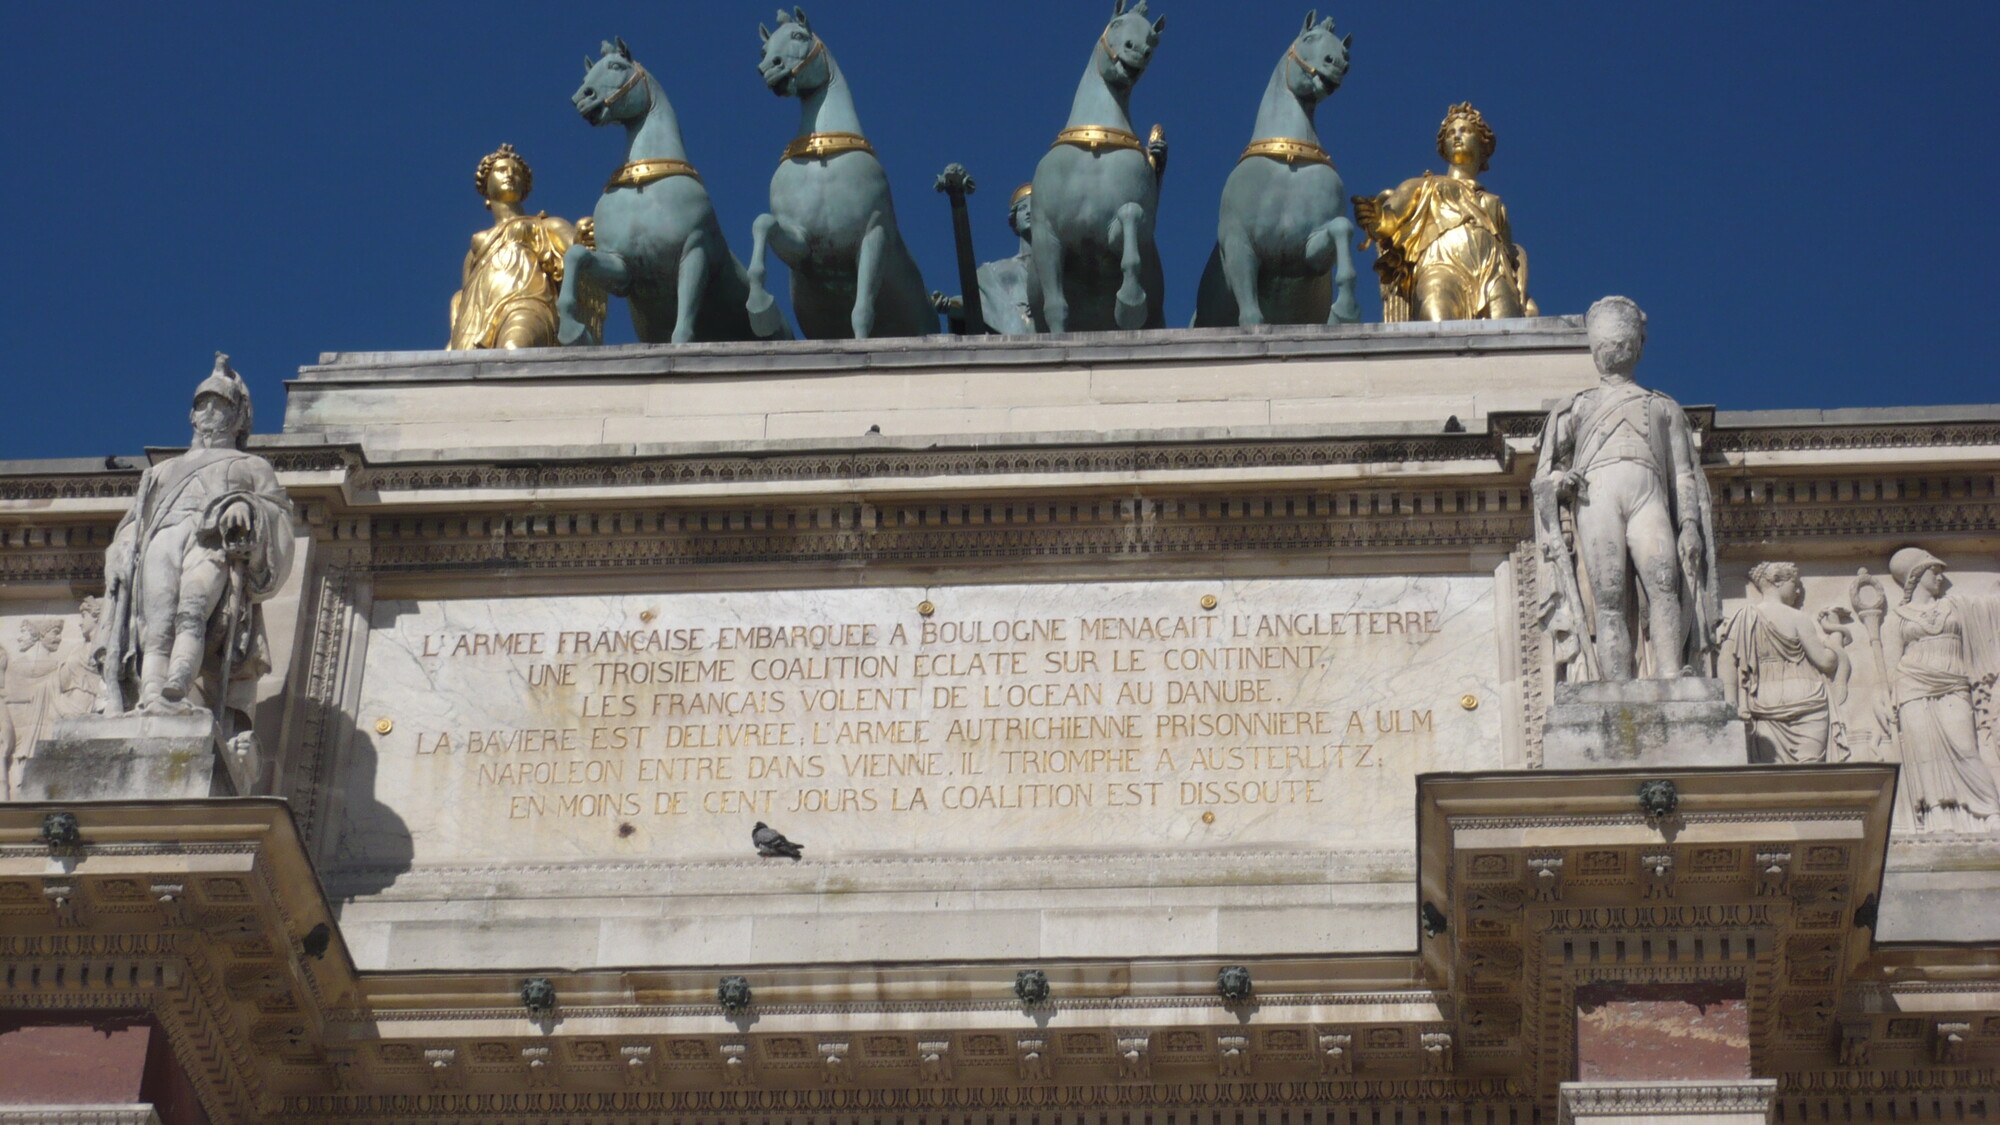 L'ARMEE FRANÇAISE EMBARQUEE A BOULOGNE MENAÇAIT L'ANGLETERRE
UNE TROISIEME COALITION ECLATE SUR LE CONTINENT.
LES FRANÇAIS VOLENT DE L'OCEAN AU DANUBE.
LA BAVIERE EST DELIVREE, L'ARMEE AUTRICHIENNE PRISONNIERE A ULM
NAPOLEON ENTRE DANS VIENNE, IL TRIOMPHE A AUSTERLITZ;
EN MOINS DE CENT JOURS LA COALITION EST DISSOUTE